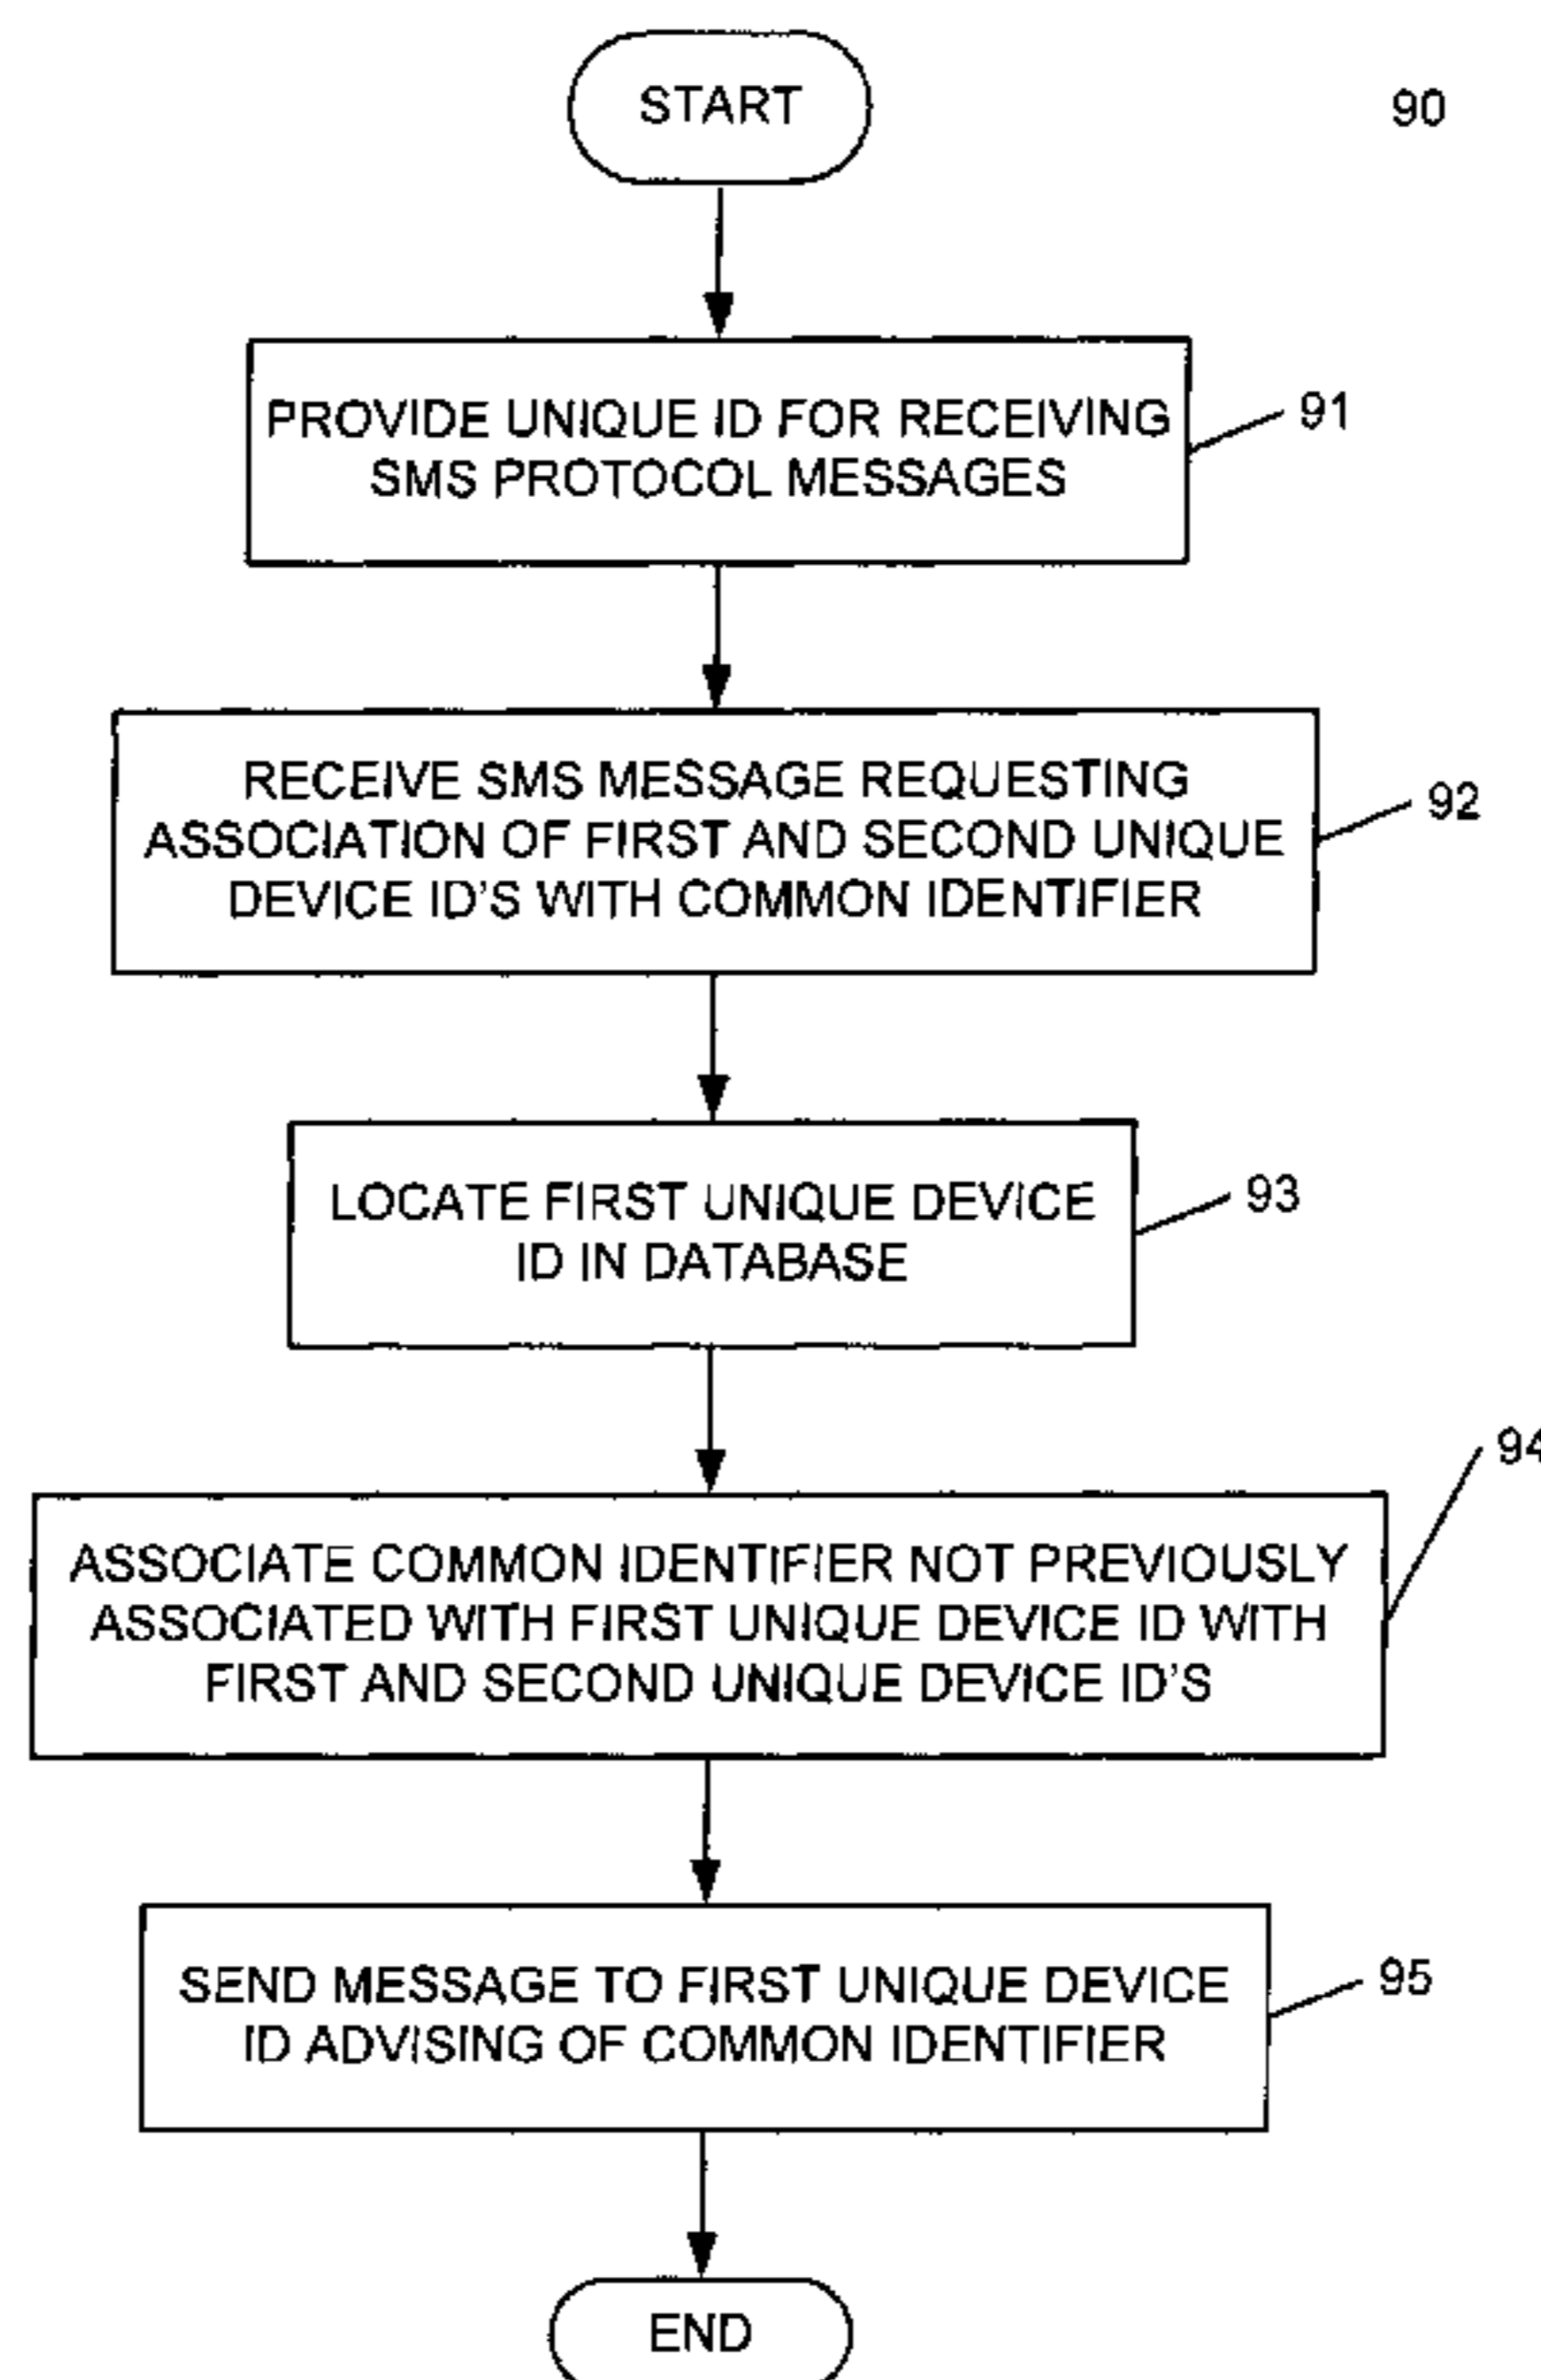 START
90
PROVIDE UNIQUE ID FOR RECEIVING
SMS PROTOCOL MESSAGES
91
RECEIVE SMS MESSAGE REQUESTING
ASSOCIATION OF FIRST AND SECOND UNIQUE
DEVICE ID'S WITH COMMON IDENTIFIER
92
LOCATE FIRST UNIQUE DEVICE
ID IN DATABASE
93
ASSOCIATE COMMON IDENTIFIER NOT PREVIOUSLY
ASSOCIATED WITH FIRST UNIQUE DEVICE ID WITH
FIRST AND SECOND UNIQUE DEVICE ID'S
94
SEND MESSAGE TO FIRST UNIQUE DEVICE
ID ADVISING OF COMMON IDENTIFIER
95
END